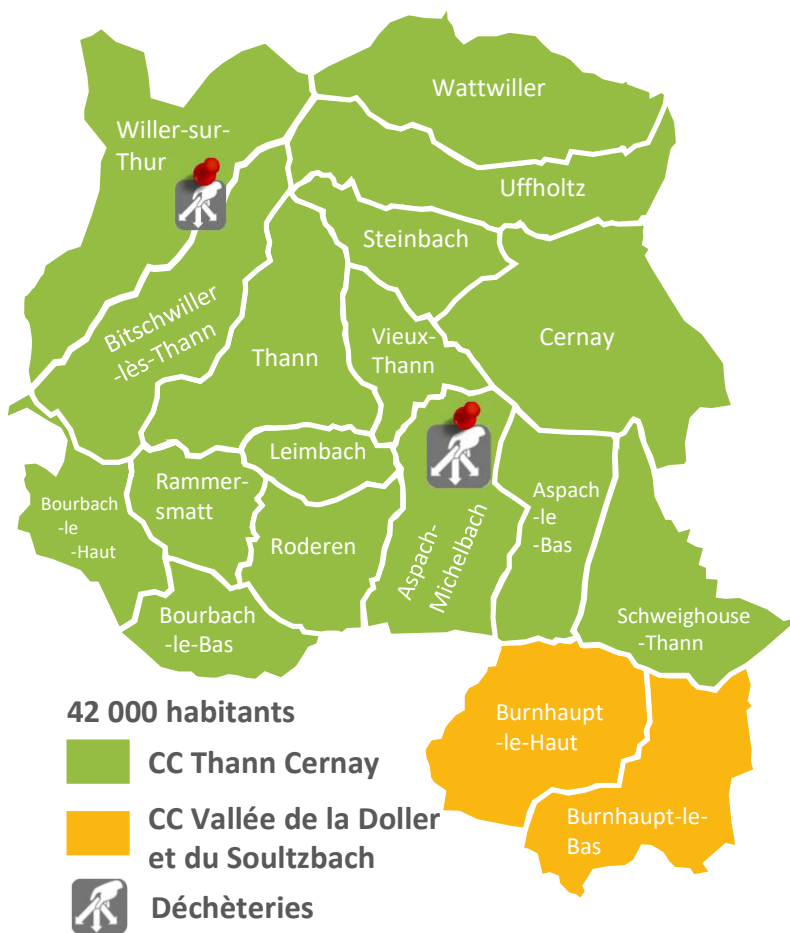 Wattwiller
Willer-sur-
Thur
Uffholtz
Steinbach
Bitschwiller
-lès-Thann
Vieux-
Thann
Cernay
Thann
Leimbach
Rammer-
smatt
Bourbach
-le
-Haut
Roderen
Aspach-
Michelbach
Aspach
-le
-Bas
Bourbach
-le-Bas
Schweighouse
-Thann
42 000 habitants
CC Thann Cernay
CC Vallée de la Doller
et du Soultzbach
Déchèteries
Burnhaupt
-le-Haut
Burnhaupt-le-
Bas